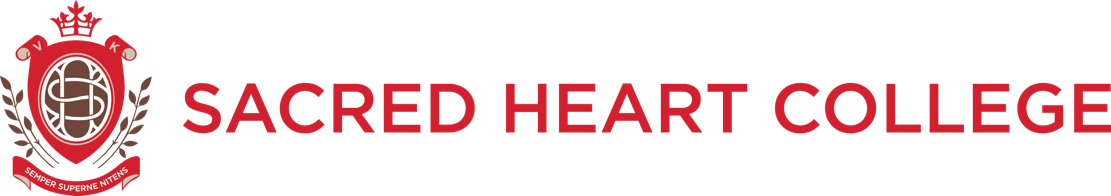 V K
SEMPER SUPERNE NITENS
SACRED HEART COLLEGE